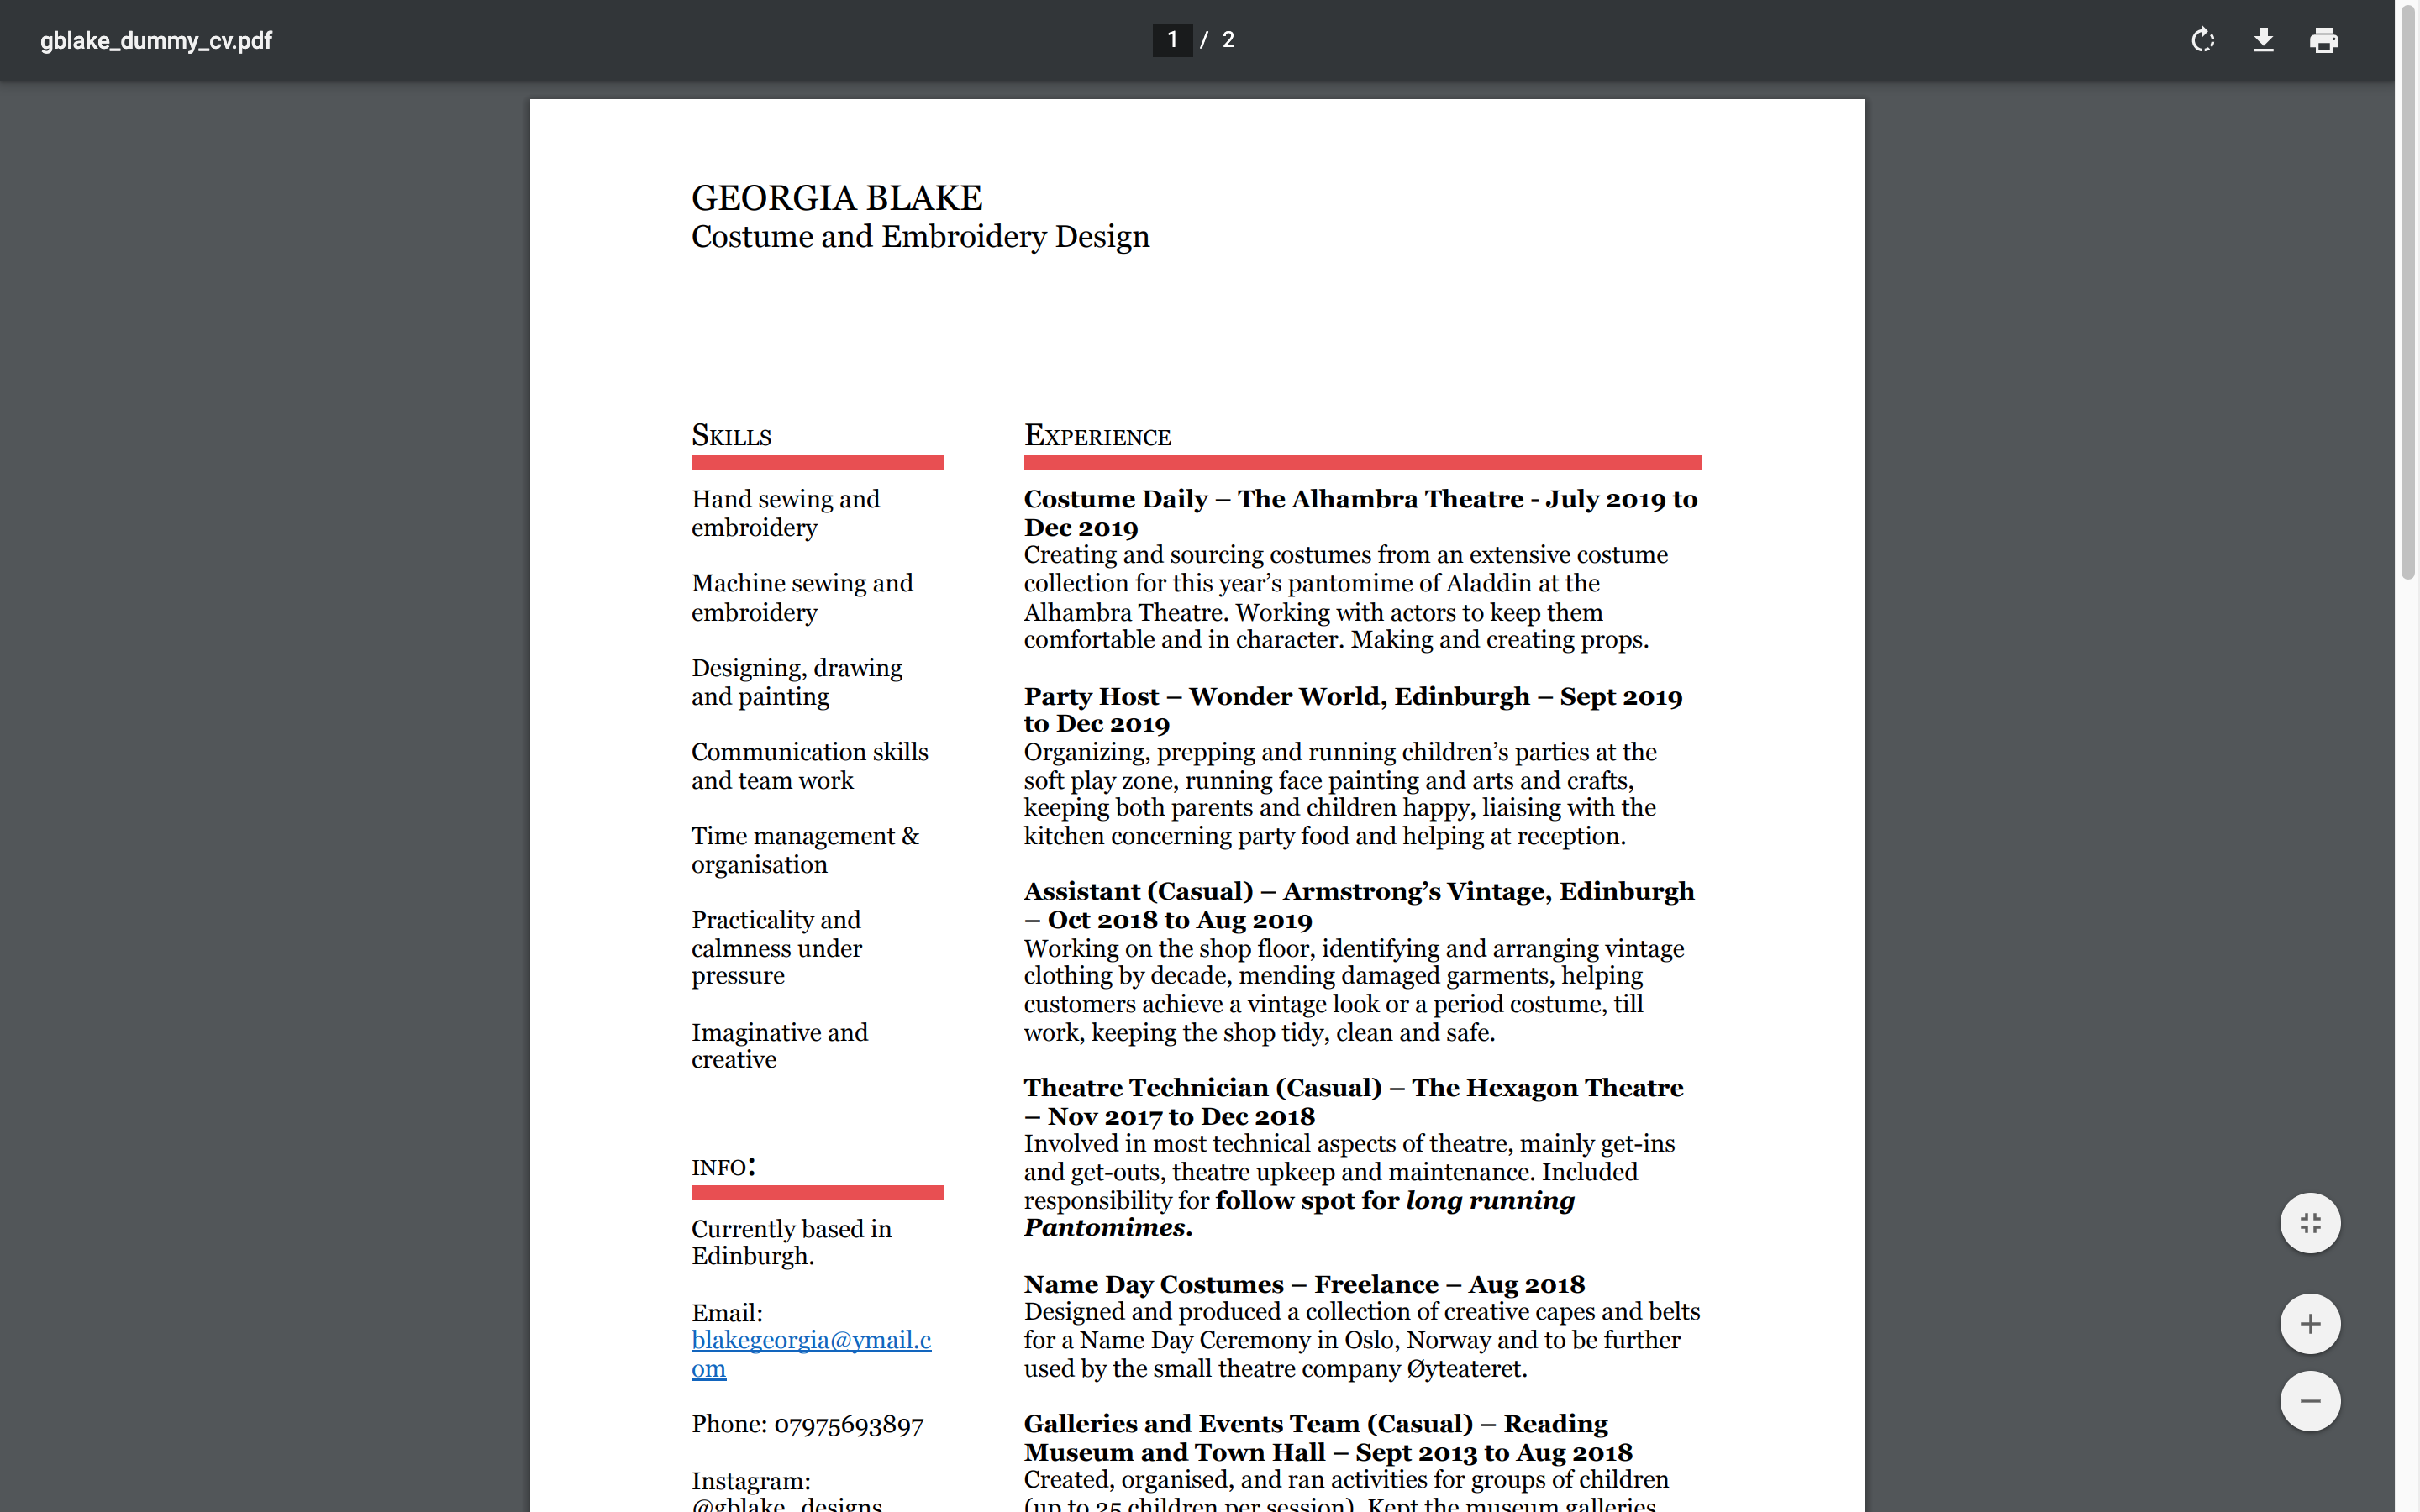 gblake_dummy_cv.pdf
1 / 2
GEORGIA BLAKE
Costume and Embroidery Design
SKILLS
Hand sewing and
embroidery
Machine sewing and
embroidery
Designing, drawing
and painting
Communication skills
and team work
Time management &
organisation
Practicality and
calmness under
pressure
Imaginative and
creative
INFO:
Currently based in
Edinburgh.
Email:
blakegeorgia@ymail.c
om
Phone: 07975693897
Instagram:
@gblake_designs
EXPERIENCE
Costume Daily – The Alhambra Theatre - July 2019 to
Dec 2019
Creating and sourcing costumes from an extensive costume
collection for this year’s pantomime of Aladdin at the
Alhambra Theatre. Working with actors to keep them
comfortable and in character. Making and creating props.
Party Host – Wonder World, Edinburgh – Sept 2019
to Dec 2019
Organizing, prepping and running children’s parties at the
soft play zone, running face painting and arts and crafts,
keeping both parents and children happy, liaising with the
kitchen concerning party food and helping at reception.
Assistant (Casual) – Armstrong’s Vintage, Edinburgh
– Oct 2018 to Aug 2019
Working on the shop floor, identifying and arranging vintage
clothing by decade, mending damaged garments, helping
customers achieve a vintage look or a period costume, till
work, keeping the shop tidy, clean and safe.
Theatre Technician (Casual) – The Hexagon Theatre
– Nov 2017 to Dec 2018
Involved in most technical aspects of theatre, mainly get-ins
and get-outs, theatre upkeep and maintenance. Included
responsibility for follow spot for long running
Pantomimes.
Name Day Costumes – Freelance – Aug 2018
Designed and produced a collection of creative capes and belts
for a Name Day Ceremony in Oslo, Norway and to be further
used by the small theatre company Øyteateret.
Galleries and Events Team (Casual) – Reading
Museum and Town Hall – Sept 2013 to Aug 2018
Created, organised, and ran activities for groups of children
(up to 25 children per session). Kept the museum galleries